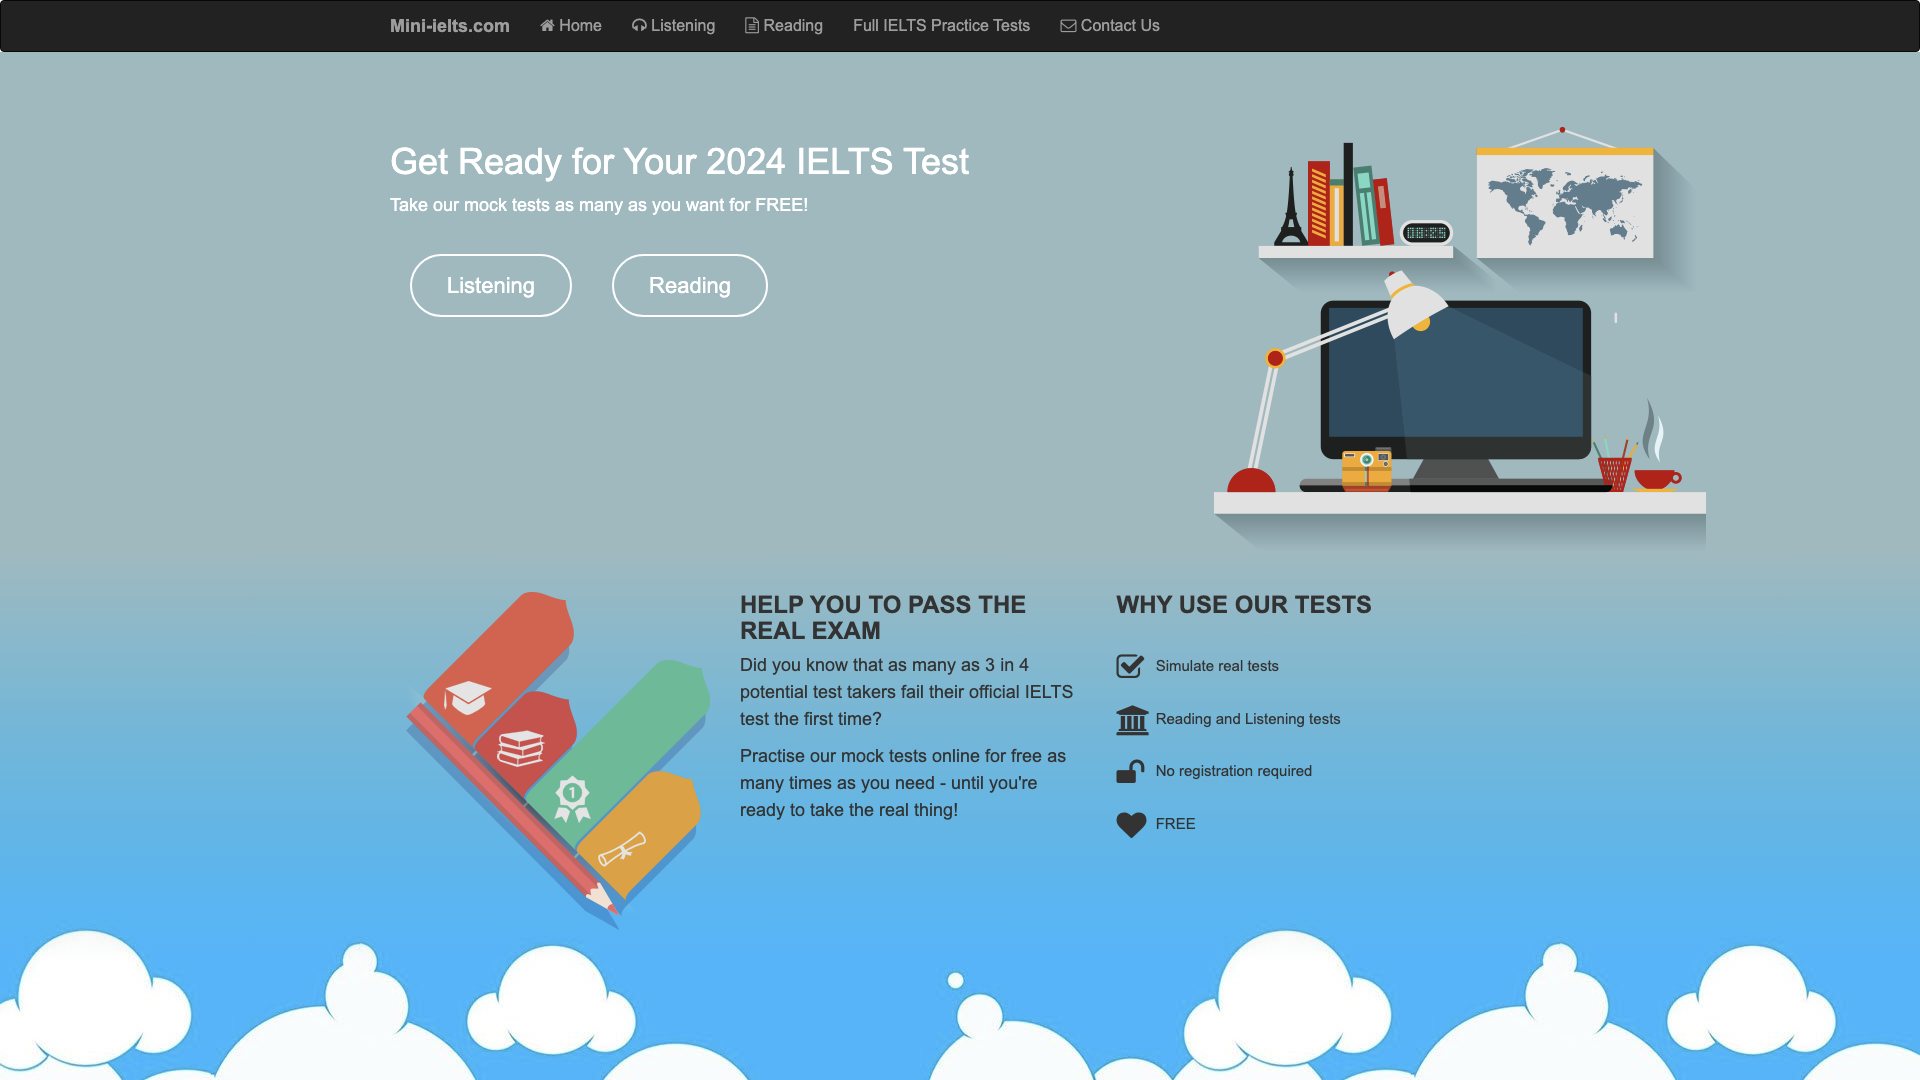 Mini-ielts.com Home Listening Reading Full IELTS Practice Tests Contact Us
Get Ready for Your 2024 IELTS Test
Take our mock tests as many as you want for FREE!
Listening Reading
08:25
HELP YOU TO PASS THE
REAL EXAM
Did you know that as many as 3 in 4
potential test takers fail their official IELTS
test the first time?
Practise our mock tests online for free as
many times as you need - until you're
ready to take the real thing!
1
WHY USE OUR TESTS
Simulate real tests
Reading and Listening tests
No registration required
FREE